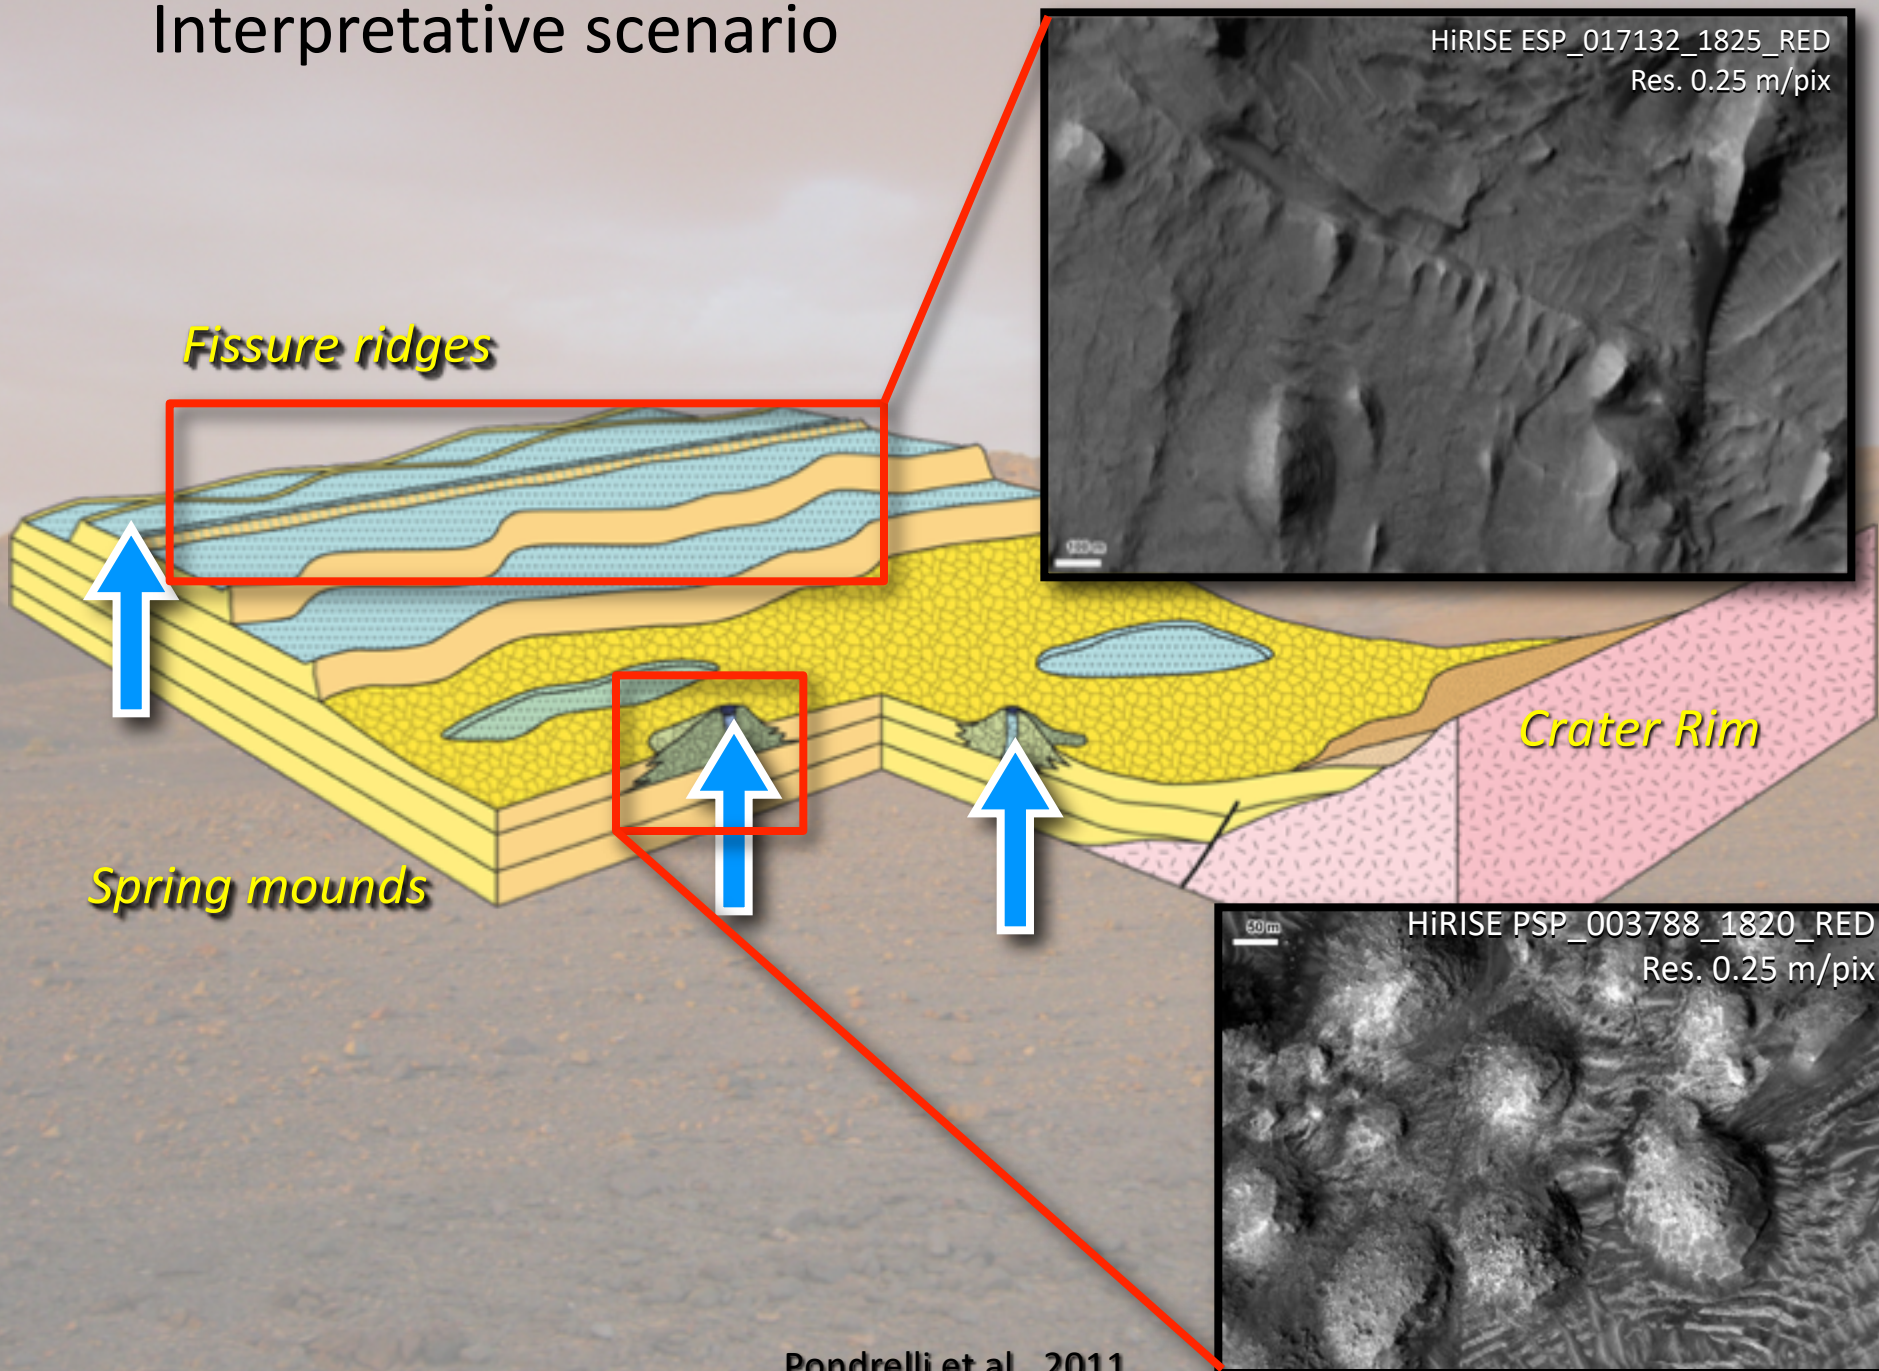 Interpretative scenario
HiRISE ESP_017132_1825_RED
Res. 0.25 m/pix
Fissure ridges
100 m
Crater Rim
Spring mounds
HiRISE PSP_003788_1820_RED
50 m
Res. 0.25 m/pix
Pondrelli et al., 2011